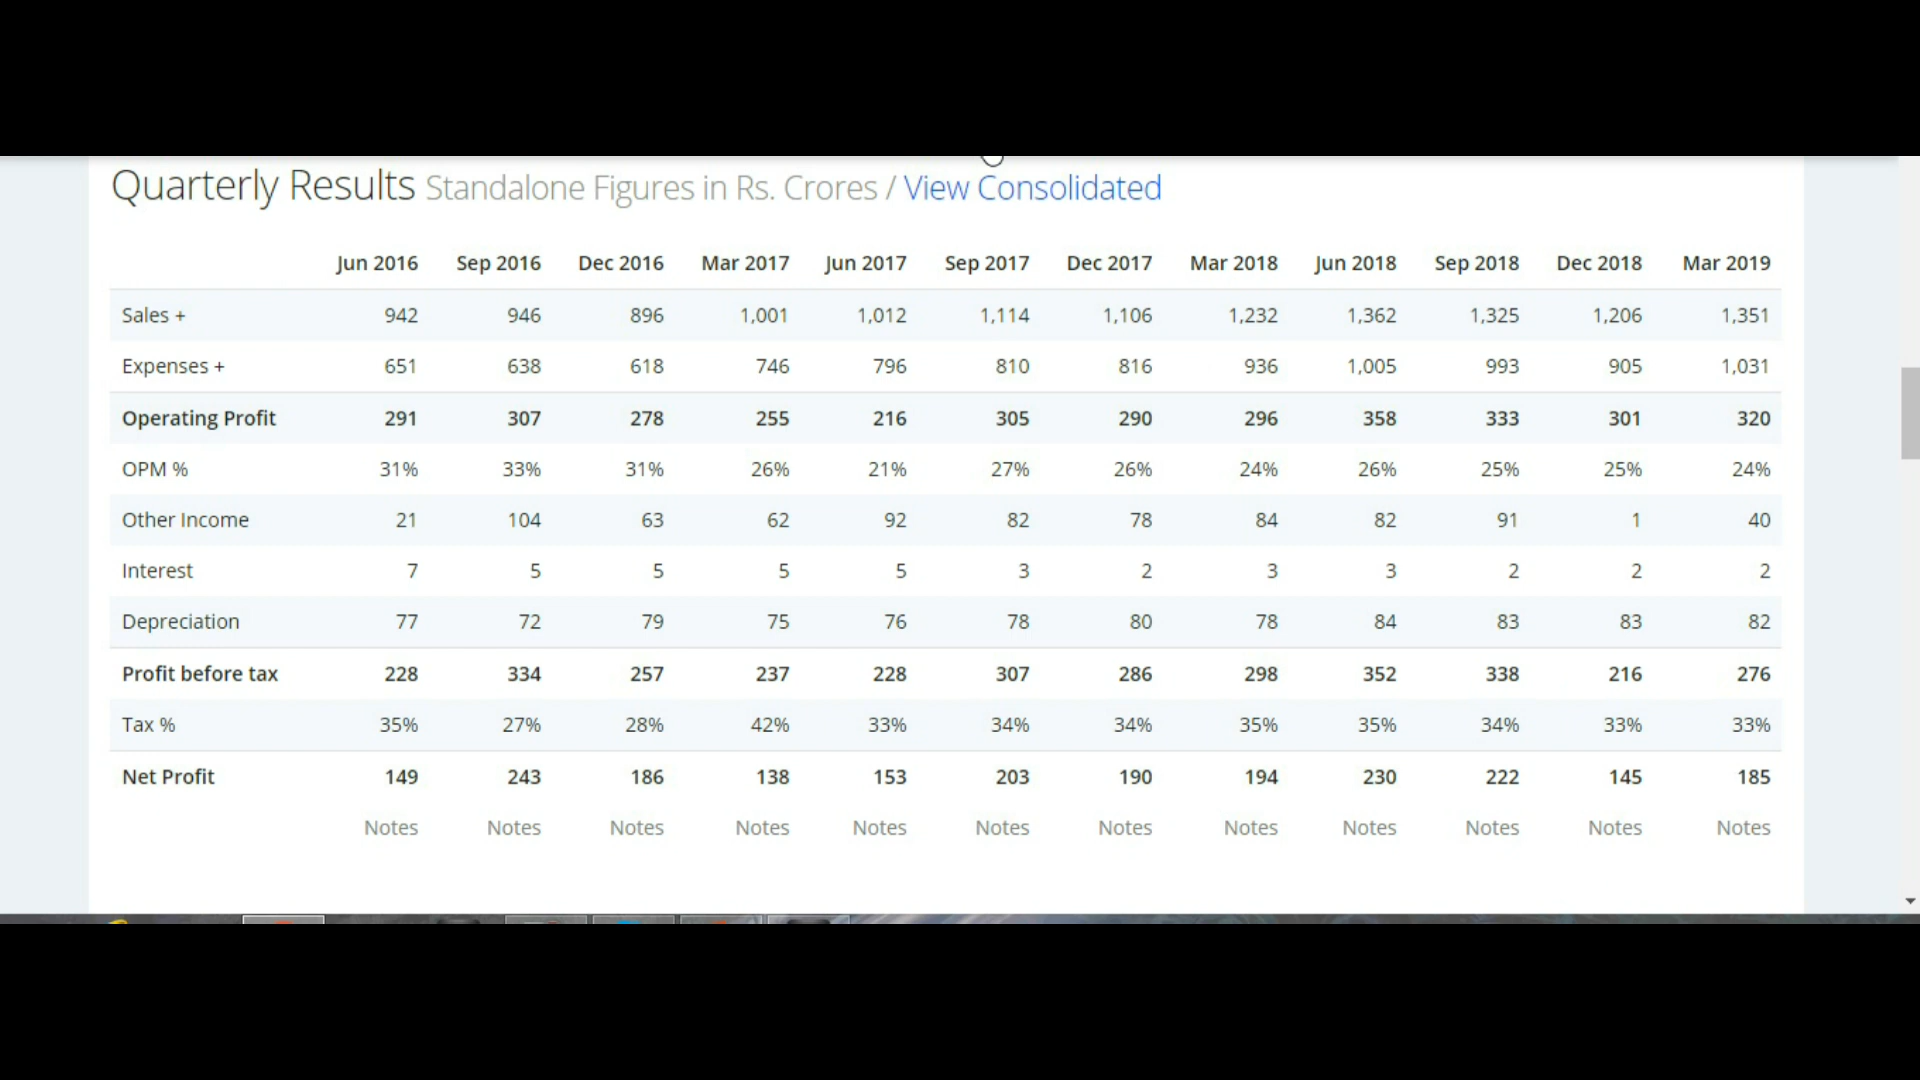 Quarterly Results Standalone Figures in Rs. Crores / View Consolidated
Jun 2016 Sep 2016 Dec 2016 Mar 2017 Jun 2017 Sep 2017 Dec 2017 Mar 2018 Jun 2018 Sep 2018 Dec 2018 Mar 2019
Sales + 942 946 896 1,001 1,012 1,114 1,106 1,232 1,362 1,325 1,206 1,351
Expenses + 651 638 618 746 796 810 816 936 1,005 993 905 1,031
Operating Profit 291 307 278 255 216 305 290 296 358 333 301 320
OPM % 31% 33% 31% 26% 21% 27% 26% 24% 26% 25% 25% 24%
Other Income 21 104 63 62 92 82 78 84 82 91 1 40
Interest 7 5 5 5 5 3 2 3 3 2 2 2
Depreciation 77 72 79 75 76 78 80 78 84 83 83 82
Profit before tax 228 334 257 237 228 307 286 298 352 338 216 276
Tax % 35% 27% 28% 42% 33% 34% 34% 35% 35% 34% 33% 33%
Net Profit 149 243 186 138 153 203 190 194 230 222 145 185
Notes Notes Notes Notes Notes Notes Notes Notes Notes Notes Notes Notes